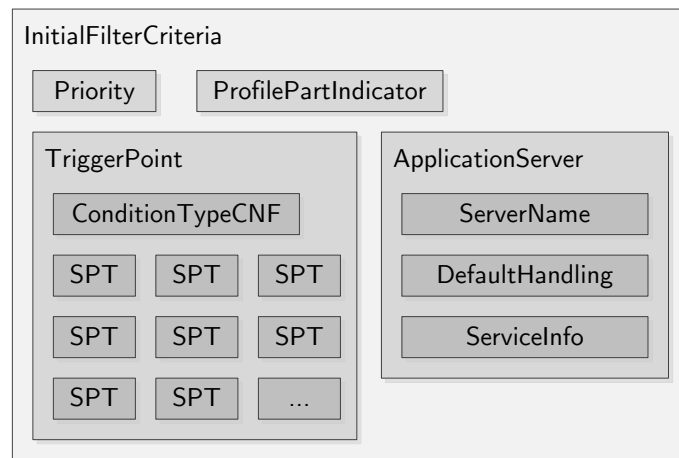 InitialFilterCriteria
Priority ProfilePartIndicator
TriggerPoint
ConditionTypeCNF
SPT SPT SPT
SPT SPT SPT
SPT SPT ...
ApplicationServer
ServerName
DefaultHandling
ServiceInfo